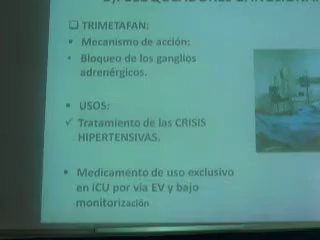 TRIMETAFAN:
Mecanismo de acción:
Bloqueo de los ganglios
adrenérgicos.
USOS:
Tratamiento de las CRISIS
HIPERTENSIVAS.
Medicamento de uso exclusivo
en ICU por vía EV y bajo
monitorización